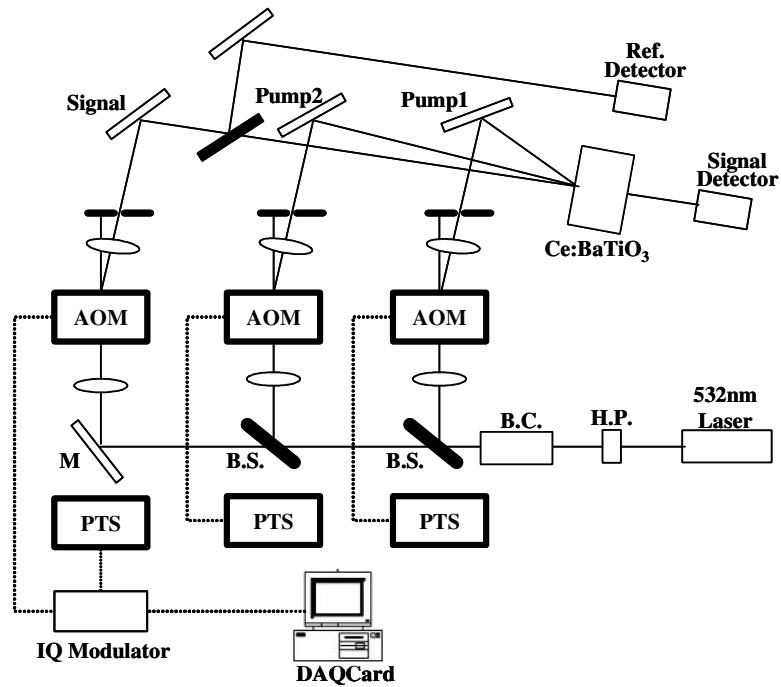 Ref.
Detector
Signal
Pump2
Pump1
Signal
Detector
Ce:BaTiO₃
AOM
AOM
AOM
532nm
Laser
H.P.
B.C.
M
B.S.
B.S.
PTS
PTS
PTS
IQ Modulator
DAQCard